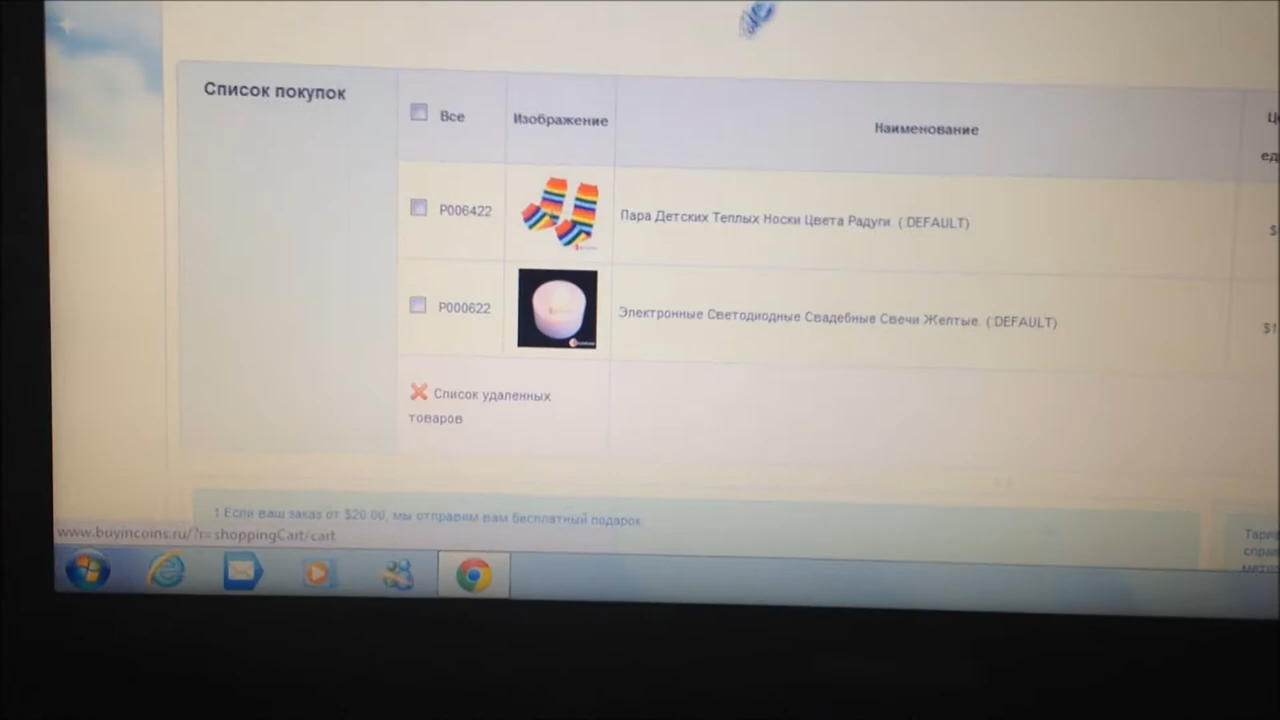 Список покупок
Все
Изображение
Наименование
P006422
Пара Детских Теплых Носки Цвета Радуги. (:DEFAULT)
P000622
Электронные Светодиодные Свадебные Свечи Желтые. (:DEFAULT)
$1
Список удаленных
товаров
1 Если ваш заказ от $20.00, мы отправим вам бесплатный подарок
www.buyincoins.ru/?r=shoppingCart/cart